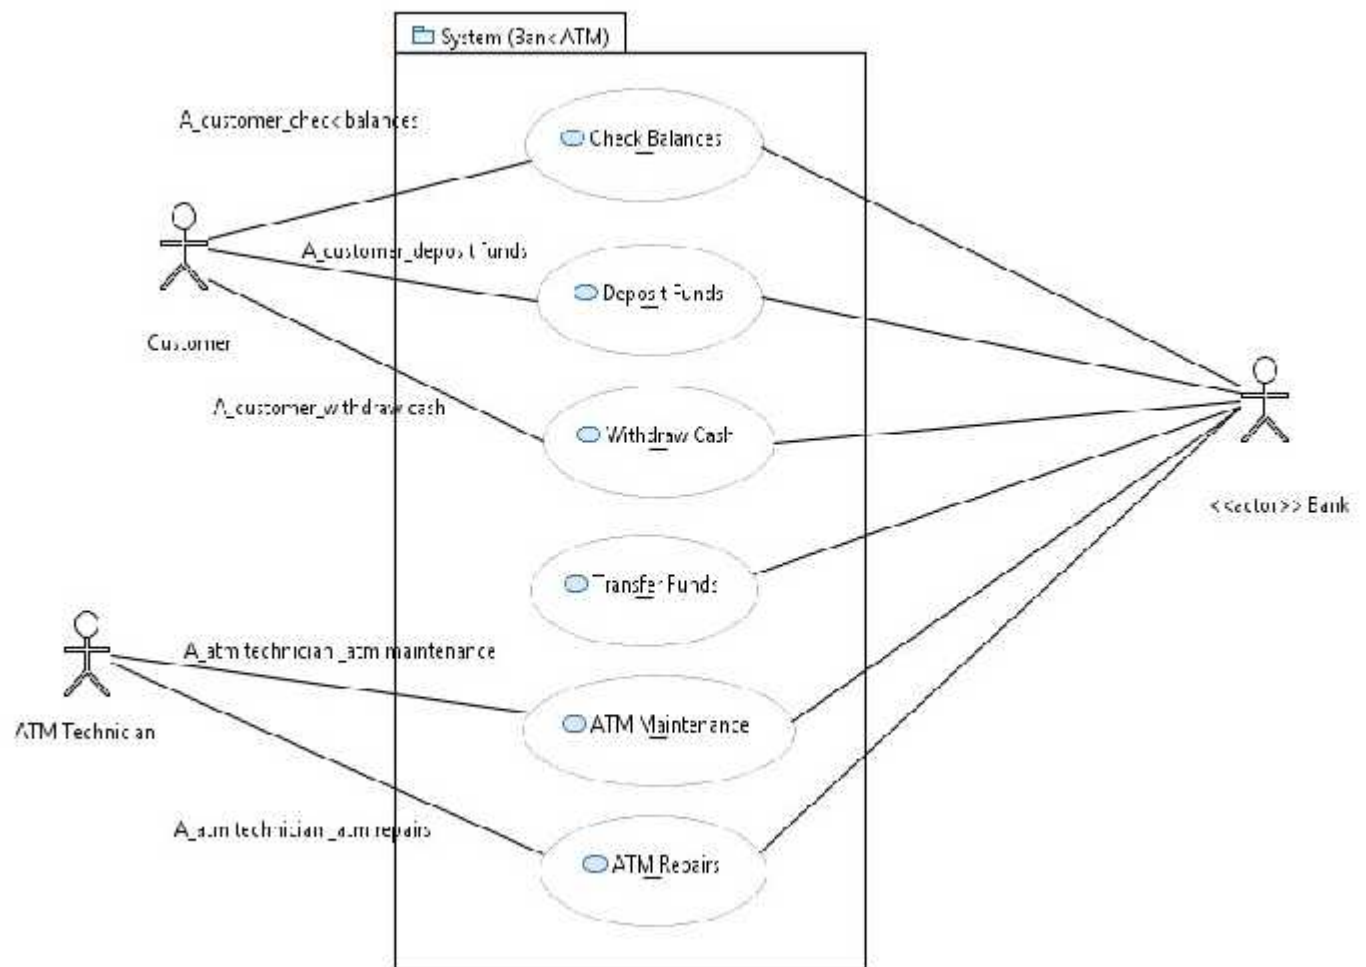 System (Bank ATM)
A_customer_check balances
Check Balances
A_customer_deposit funds
Deposit Funds
Customer
A_customer_withdraw cash
Withdraw Cash
<<actor>> Bank
Transfer Funds
A_atm technician_atm maintenance
ATM Maintenance
ATM Technician
A_atm technician_atm repairs
ATM Repairs